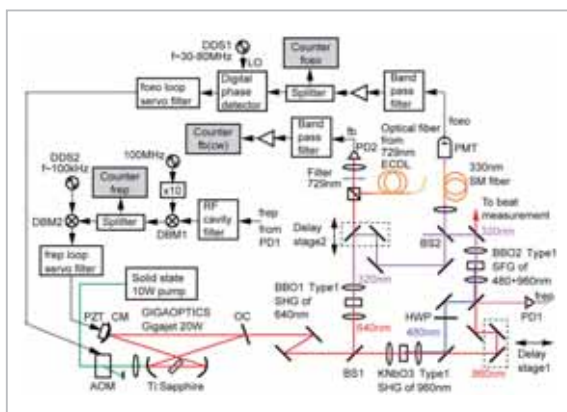 DDS1
f~30-80MHz
LO
Counter
fceo
fceo loop
servo filter
Digital
phase
detector
Splitter
Band
pass
filter
fceo
DDS2
f~100kHz
Counter
frep
100MHz
x10
Counter
fb(cw)
Band
pass
filter
fb
PD2
Optical fiber
from
729nm
ECDL
PMT
330nm
SM fiber
Filter
729nm
To beat
measurement
DBM2
Splitter
DBM1
RF
cavity
filter
frep
from
PD1
Delay
stage2
BS2
320nm
frep loop
servo filter
Solid state
10W pump
BBO1 Type1
SHG of
640nm
320nm
BBO2 Type1
SFG of
480+960nm
frep
PD1
HWP
480nm
640nm
PZT
CM
GIGAOPTICS
Gigajet 20W
OC
AOM
Ti:Sapphire
BS1
KNbO3 Type1
SHG of 960nm
960nm
Delay
stage1